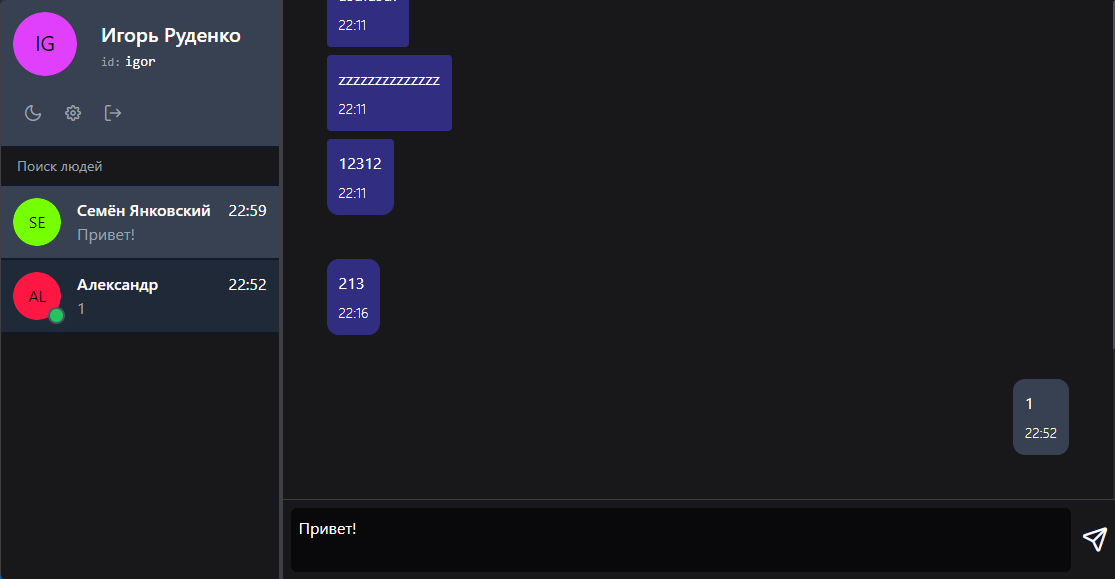 IG
Игорь Руденко
id: igor
Поиск людей
SE
Семён Янковский 22:59
Привет!
AL
Александр 22:52
1
22:11
zzzzzzzzzzzzzz
22:11
12312
22:11
213
22:16
1
22:52
Привет!